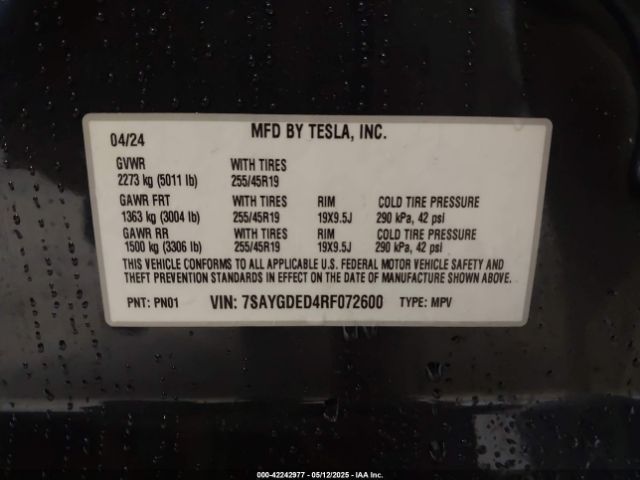 MFD BY TESLA, INC.
04/24
GVWR WITH TIRES
2273 kg (5011 lb) 255/45R19
GAWR FRT WITH TIRES RIM COLD TIRE PRESSURE
1363 kg (3004 lb) 255/45R19 19X9.5J 290 kPa, 42 psi
GAWR RR WITH TIRES RIM COLD TIRE PRESSURE
1500 kg (3306 lb) 255/45R19 19X9.5J 290 kPa, 42 psi
THIS VEHICLE CONFORMS TO ALL APPLICABLE U.S. FEDERAL MOTOR VEHICLE SAFETY AND
THEFT PREVENTION STANDARDS IN EFFECT ON THE DATE OF MANUFACTURE SHOWN ABOVE.
PNT: PN01 VIN: 7SAYGDED4RF072600 TYPE: MPV
000-42242977 - 05/12/2025 - IAA Inc.